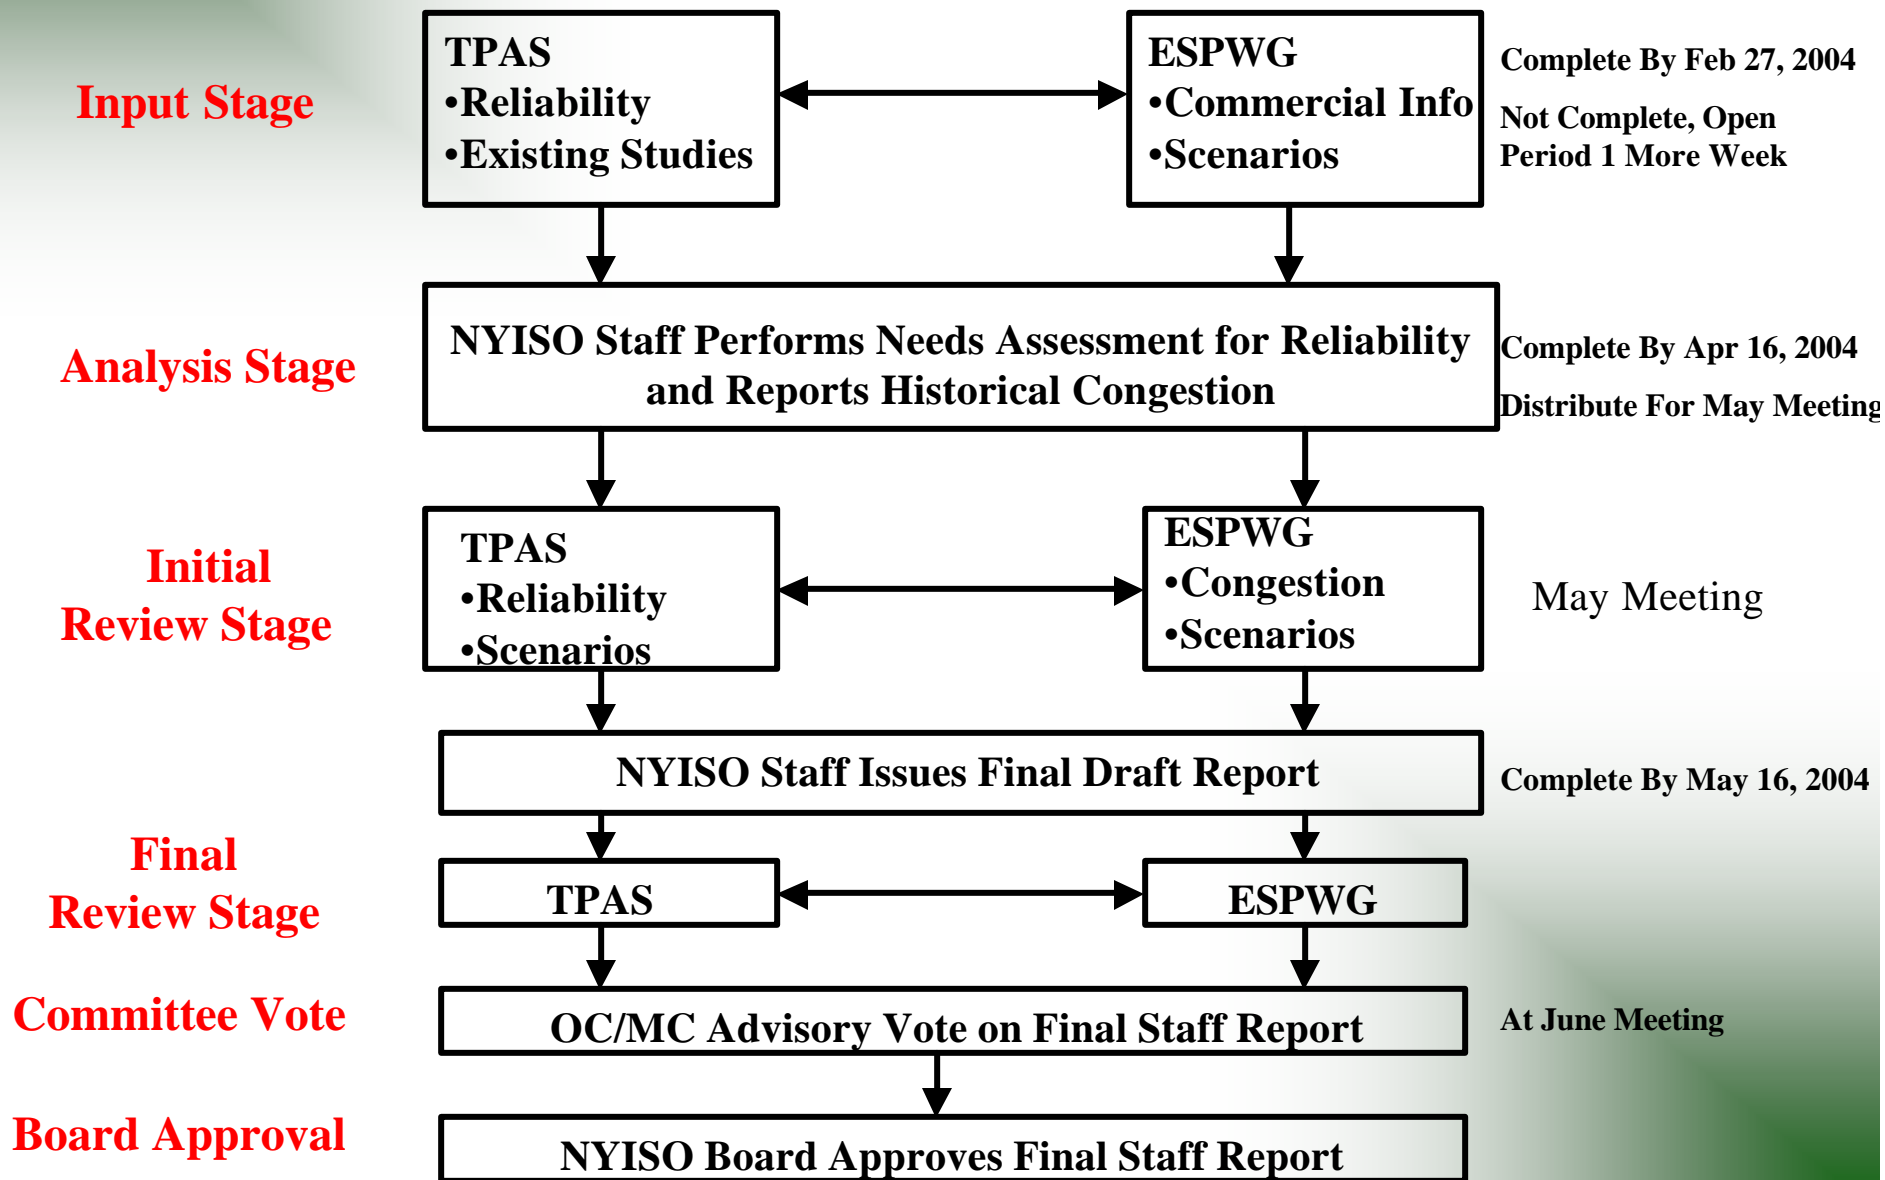 Input Stage
TPAS
•Reliability
•Existing Studies
ESPWG
•Commercial Info
•Scenarios
Complete By Feb 27, 2004
Not Complete, Open
Period 1 More Week
Analysis Stage
NYISO Staff Performs Needs Assessment for Reliability
and Reports Historical Congestion
Complete By Apr 16, 2004
Distribute For May Meeting
Initial
Review Stage
TPAS
•Reliability
•Scenarios
ESPWG
•Congestion
•Scenarios
May Meeting
NYISO Staff Issues Final Draft Report
Complete By May 16, 2004
Final
Review Stage
TPAS
ESPWG
Committee Vote
OC/MC Advisory Vote on Final Staff Report
At June Meeting
Board Approval
NYISO Board Approves Final Staff Report